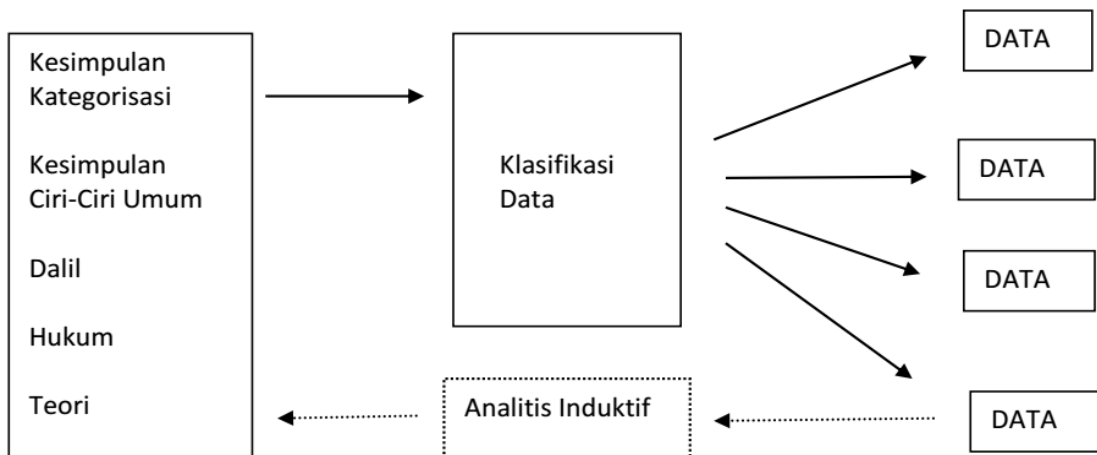 Kesimpulan
Kategorisasi
Kesimpulan
Ciri-Ciri Umum
Dalil
Hukum
Teori
Klasifikasi
Data
Analitis Induktif
DATA
DATA
DATA
DATA